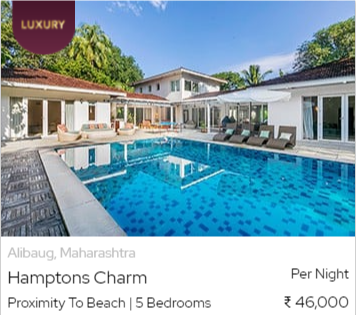 LUXURY
Alibaug, Maharashtra
Hamptons Charm
Per Night
Proximity To Beach | 5 Bedrooms
₹ 46,000